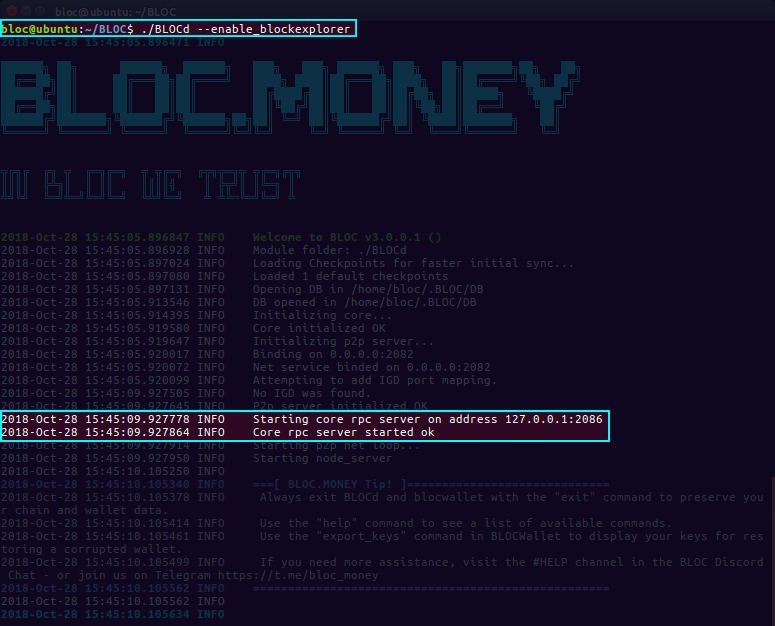 bloc@ubuntu: ~/BLOC
bloc@ubuntu:~/BLOC$ ./BLOCd --enable_blockexplorer
2018-Oct-28 15:45:05.896471 INFO
BLOC.MONEY
IN BLOC WE TRUST
2018-Oct-28 15:45:05.896847 INFO    Welcome to BLOC v3.0.0.1 ()
2018-Oct-28 15:45:05.896928 INFO    Module folder: ./BLOCd
2018-Oct-28 15:45:05.897024 INFO    Loading Checkpoints for faster initial sync...
2018-Oct-28 15:45:05.897080 INFO    Loaded 1 default checkpoints
2018-Oct-28 15:45:05.897131 INFO    Opening DB in /home/bloc/.BLOC/DB
2018-Oct-28 15:45:05.913546 INFO    DB opened in /home/bloc/.BLOC/DB
2018-Oct-28 15:45:05.914395 INFO    Initializing core...
2018-Oct-28 15:45:05.919580 INFO    Core initialized OK
2018-Oct-28 15:45:05.919647 INFO    Initializing p2p server...
2018-Oct-28 15:45:05.920017 INFO    Binding on 0.0.0.0:2082
2018-Oct-28 15:45:05.920072 INFO    Net service binded on 0.0.0.0:2082
2018-Oct-28 15:45:05.920099 INFO    Attempting to add IGD port mapping.
2018-Oct-28 15:45:09.927505 INFO    No IGD was found.
2018-Oct-28 15:45:09.927645 INFO    P2p server initialized OK
2018-Oct-28 15:45:09.927778 INFO    Starting core rpc server on address 127.0.0.1:2086
2018-Oct-28 15:45:09.927864 INFO    Core rpc server started ok
2018-Oct-28 15:45:09.927914 INFO    Starting p2p net loop...
2018-Oct-28 15:45:09.927950 INFO    Starting node_server
2018-Oct-28 15:45:10.105250 INFO
2018-Oct-28 15:45:10.105340 INFO    ===[ BLOC.MONEY Tip! ]=============================
2018-Oct-28 15:45:10.105378 INFO     Always exit BLOCd and blocwallet with the "exit" command to preserve you
r chain and wallet data.
2018-Oct-28 15:45:10.105414 INFO     Use the "help" command to see a list of available commands.
2018-Oct-28 15:45:10.105461 INFO     Use the "export_keys" command in BLOCWallet to display your keys for res
toring a corrupted wallet.
2018-Oct-28 15:45:10.105499 INFO     If you need more assistance, visit the #HELP channel in the BLOC Discord
 Chat - or join us on Telegram https://t.me/bloc_money
2018-Oct-28 15:45:10.105562 INFO    ===================================================
2018-Oct-28 15:45:10.105562 INFO
2018-Oct-28 15:45:10.105634 INFO